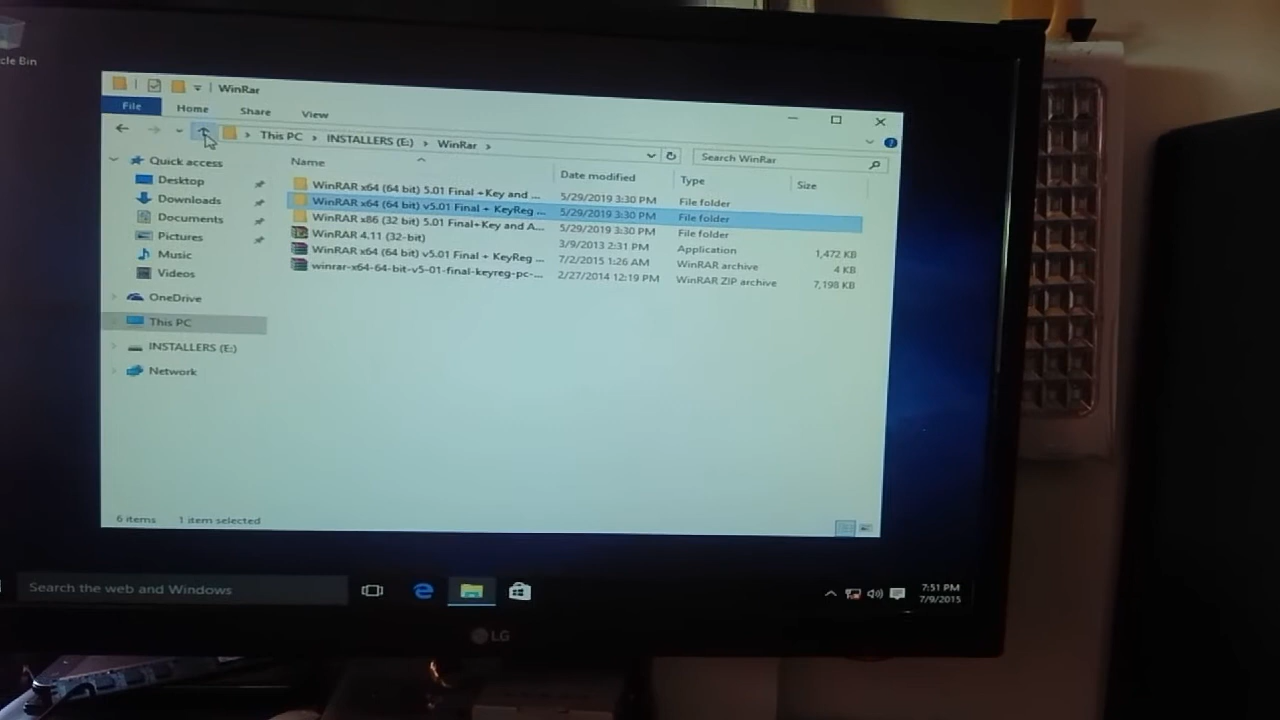 cle Bin
WinRar
File Home Share View
This PC > INSTALLERS (E:) > WinRar >
Search WinRar
Name Date modified Type Size
WinRAR x64 (64 bit) 5.01 Final +Key and ... 5/29/2019 3:30 PM File folder
WinRAR x64 (64 bit) v5.01 Final + KeyReg ... 5/29/2019 3:30 PM File folder
WinRAR x86 (32 bit) 5.01 Final+Key and A... 5/29/2019 3:30 PM File folder
WinRAR 4.11 (32-bit) 3/9/2013 2:31 PM Application 1,472 KB
WinRAR x64 (64 bit) v5.01 Final + KeyReg ... 7/2/2015 1:26 AM WinRAR archive 4 KB
winrar-x64-64-bit-v5-01-final-keyreg-pc-... 2/27/2014 12:19 PM WinRAR ZIP archive 7,198 KB
Quick access
Desktop
Downloads
Documents
Pictures
Music
Videos
OneDrive
This PC
INSTALLERS (E:)
Network
6 items 1 item selected
Search the web and Windows
7:51 PM
7/9/2015
LG